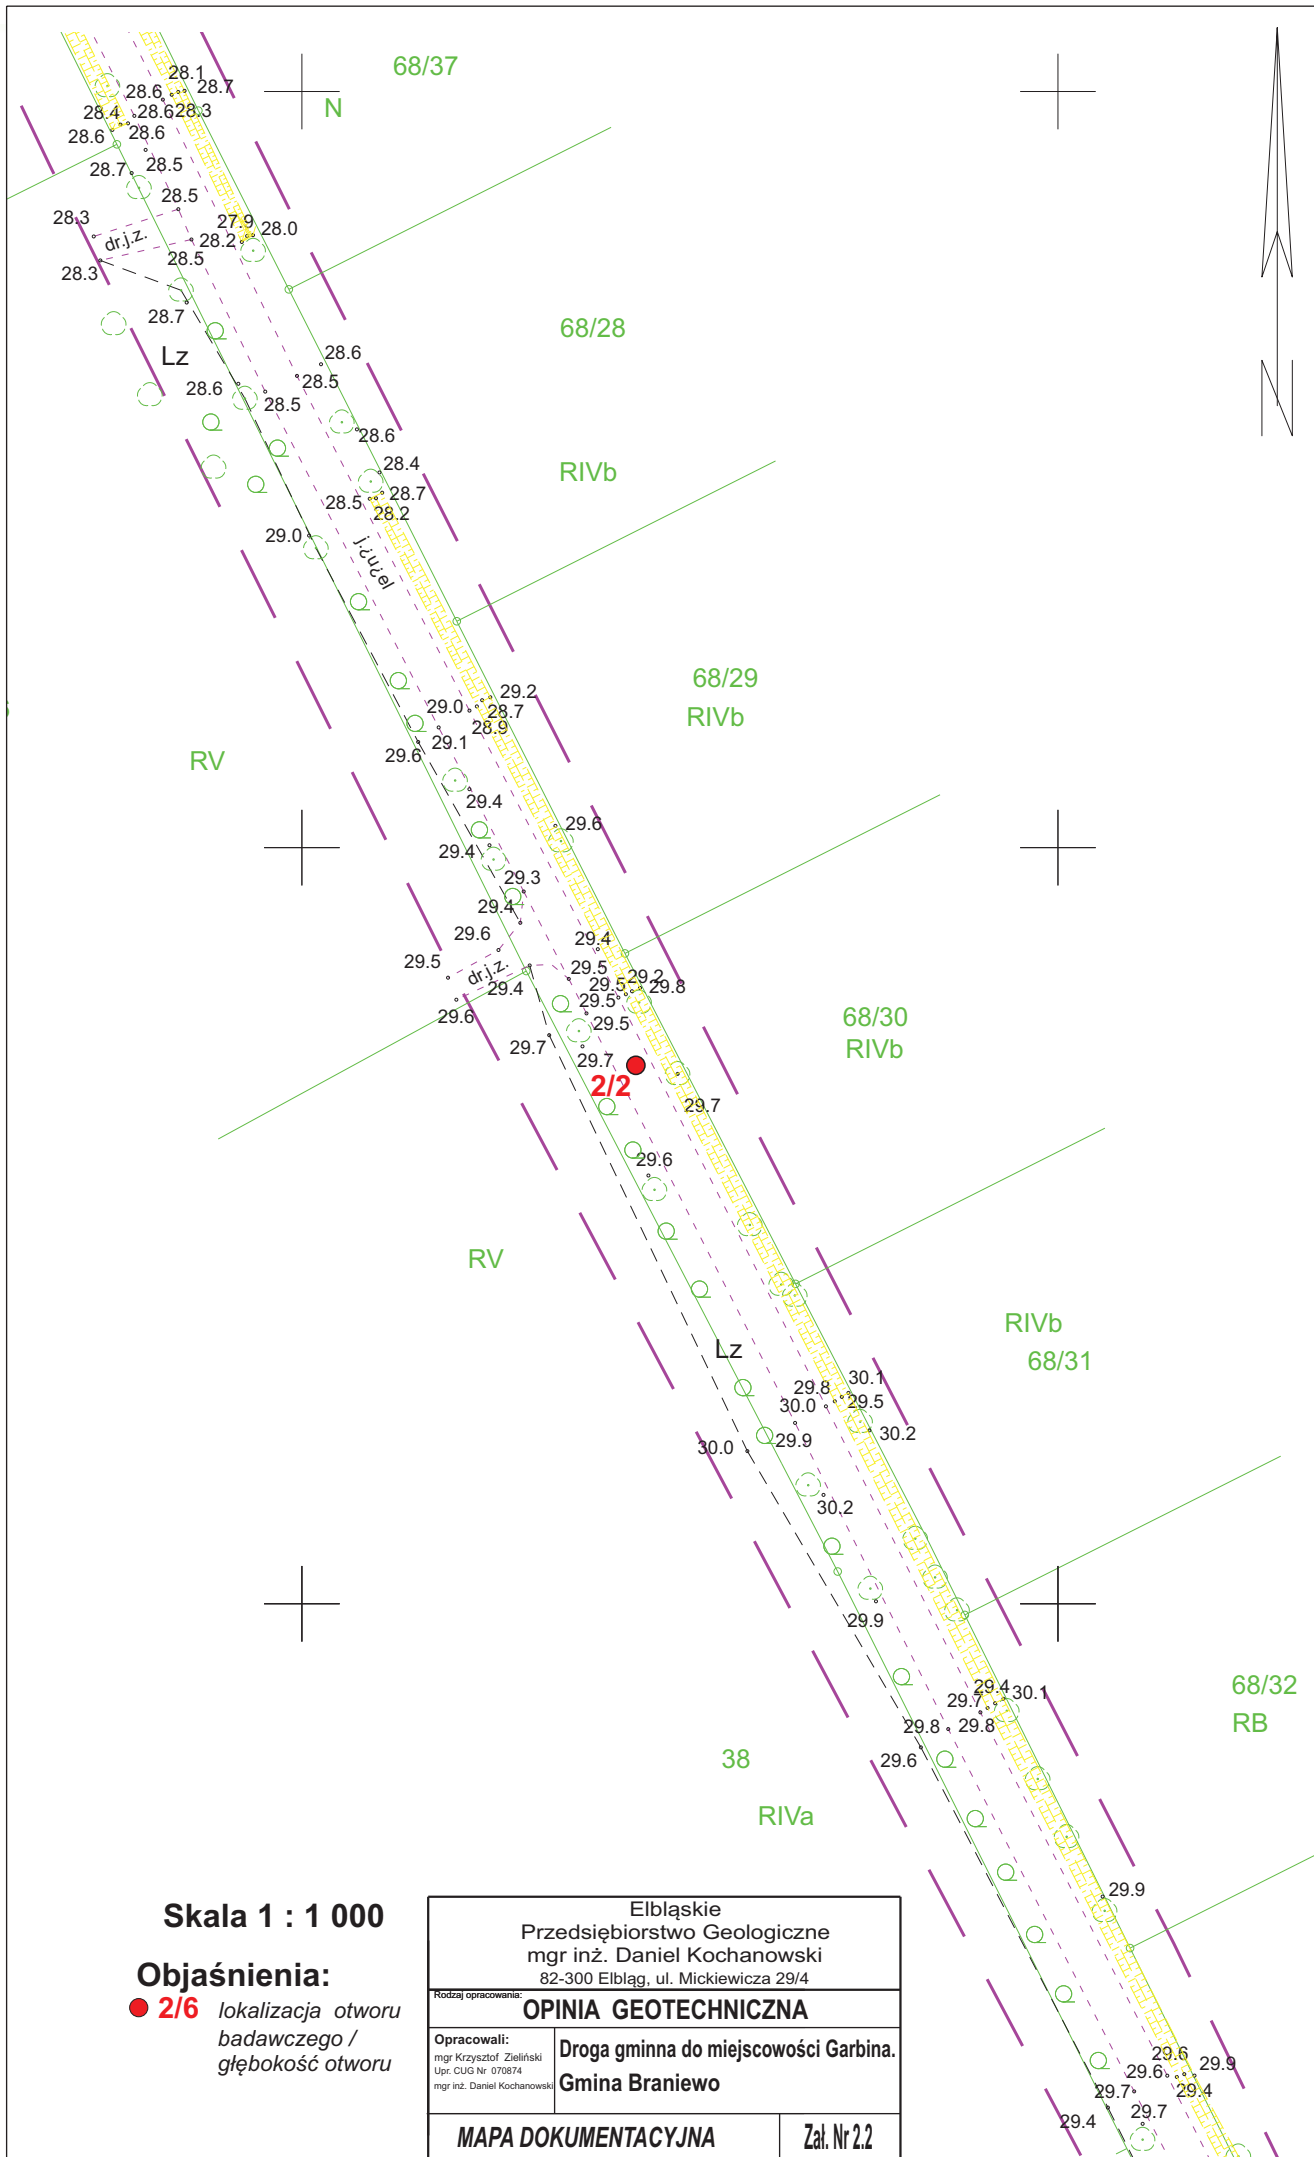 68/37
N
28.1
28.6
28.7
28.4
28.6
28.3
28.6
28.6
28.5
28.7
28.5
28.3
dr.j.z.
27.9
28.0
28.2
28.5
28.3
28.7
68/28
Lz
28.6
28.6
28.5
28.5
28.6
RIVb
28.4
28.7
28.5
28.2
29.0
j.¿n¿el
68/29
RIVb
29.2
29.0
28.7
28.9
29.1
29.6
RV
29.4
29.6
29.4
29.3
29.4
29.6
29.4
29.5
dr.j.z.
29.4
29.5
29.2
29.5
29.8
29.5
29.6
29.5
68/30
RIVb
29.7
29.7
2/2
29.7
29.6
RV
RIVb
68/31
Lz
30.1
29.8
29.5
30.0
30.2
29.9
30.0
30.2
29.9
68/32
RB
29.4
30.1
29.7
29.8
29.8
29.6
38
RIVa
29.9
29.6
29.9
29.6
29.4
29.7
29.7
29.4
Skala 1 : 1 000
Objaśnienia:
2/6 lokalizacja otworu
badawczego /
głębokość otworu
Elbląskie
Przedsiębiorstwo Geologiczne
mgr inż. Daniel Kochanowski
82-300 Elbląg, ul. Mickiewicza 29/4
Rodzaj opracowania:
OPINIA GEOTECHNICZNA
Opracowali:
mgr Krzysztof Zieliński
Upr. CUG Nr 070874
mgr inż. Daniel Kochanowski
Droga gminna do miejscowości Garbina.
Gmina Braniewo
MAPA DOKUMENTACYJNA
Zał. Nr 2.2